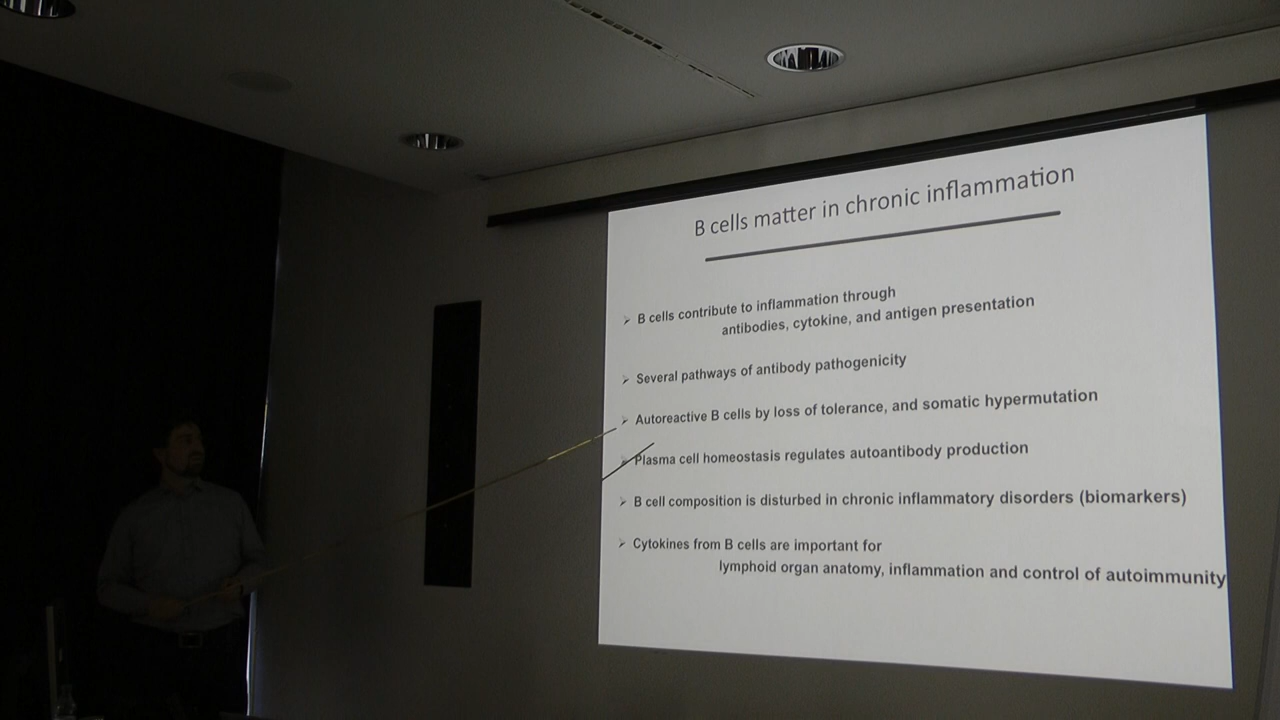 B cells matter in chronic inflammation
➢ B cells contribute to inflammation through
antibodies, cytokine, and antigen presentation
➢ Several pathways of antibody pathogenicity
➢ Autoreactive B cells by loss of tolerance, and somatic hypermutation
➢ Plasma cell homeostasis regulates autoantibody production
➢ B cell composition is disturbed in chronic inflammatory disorders (biomarkers)
➢ Cytokines from B cells are important for
lymphoid organ anatomy, inflammation and control of autoimmunity